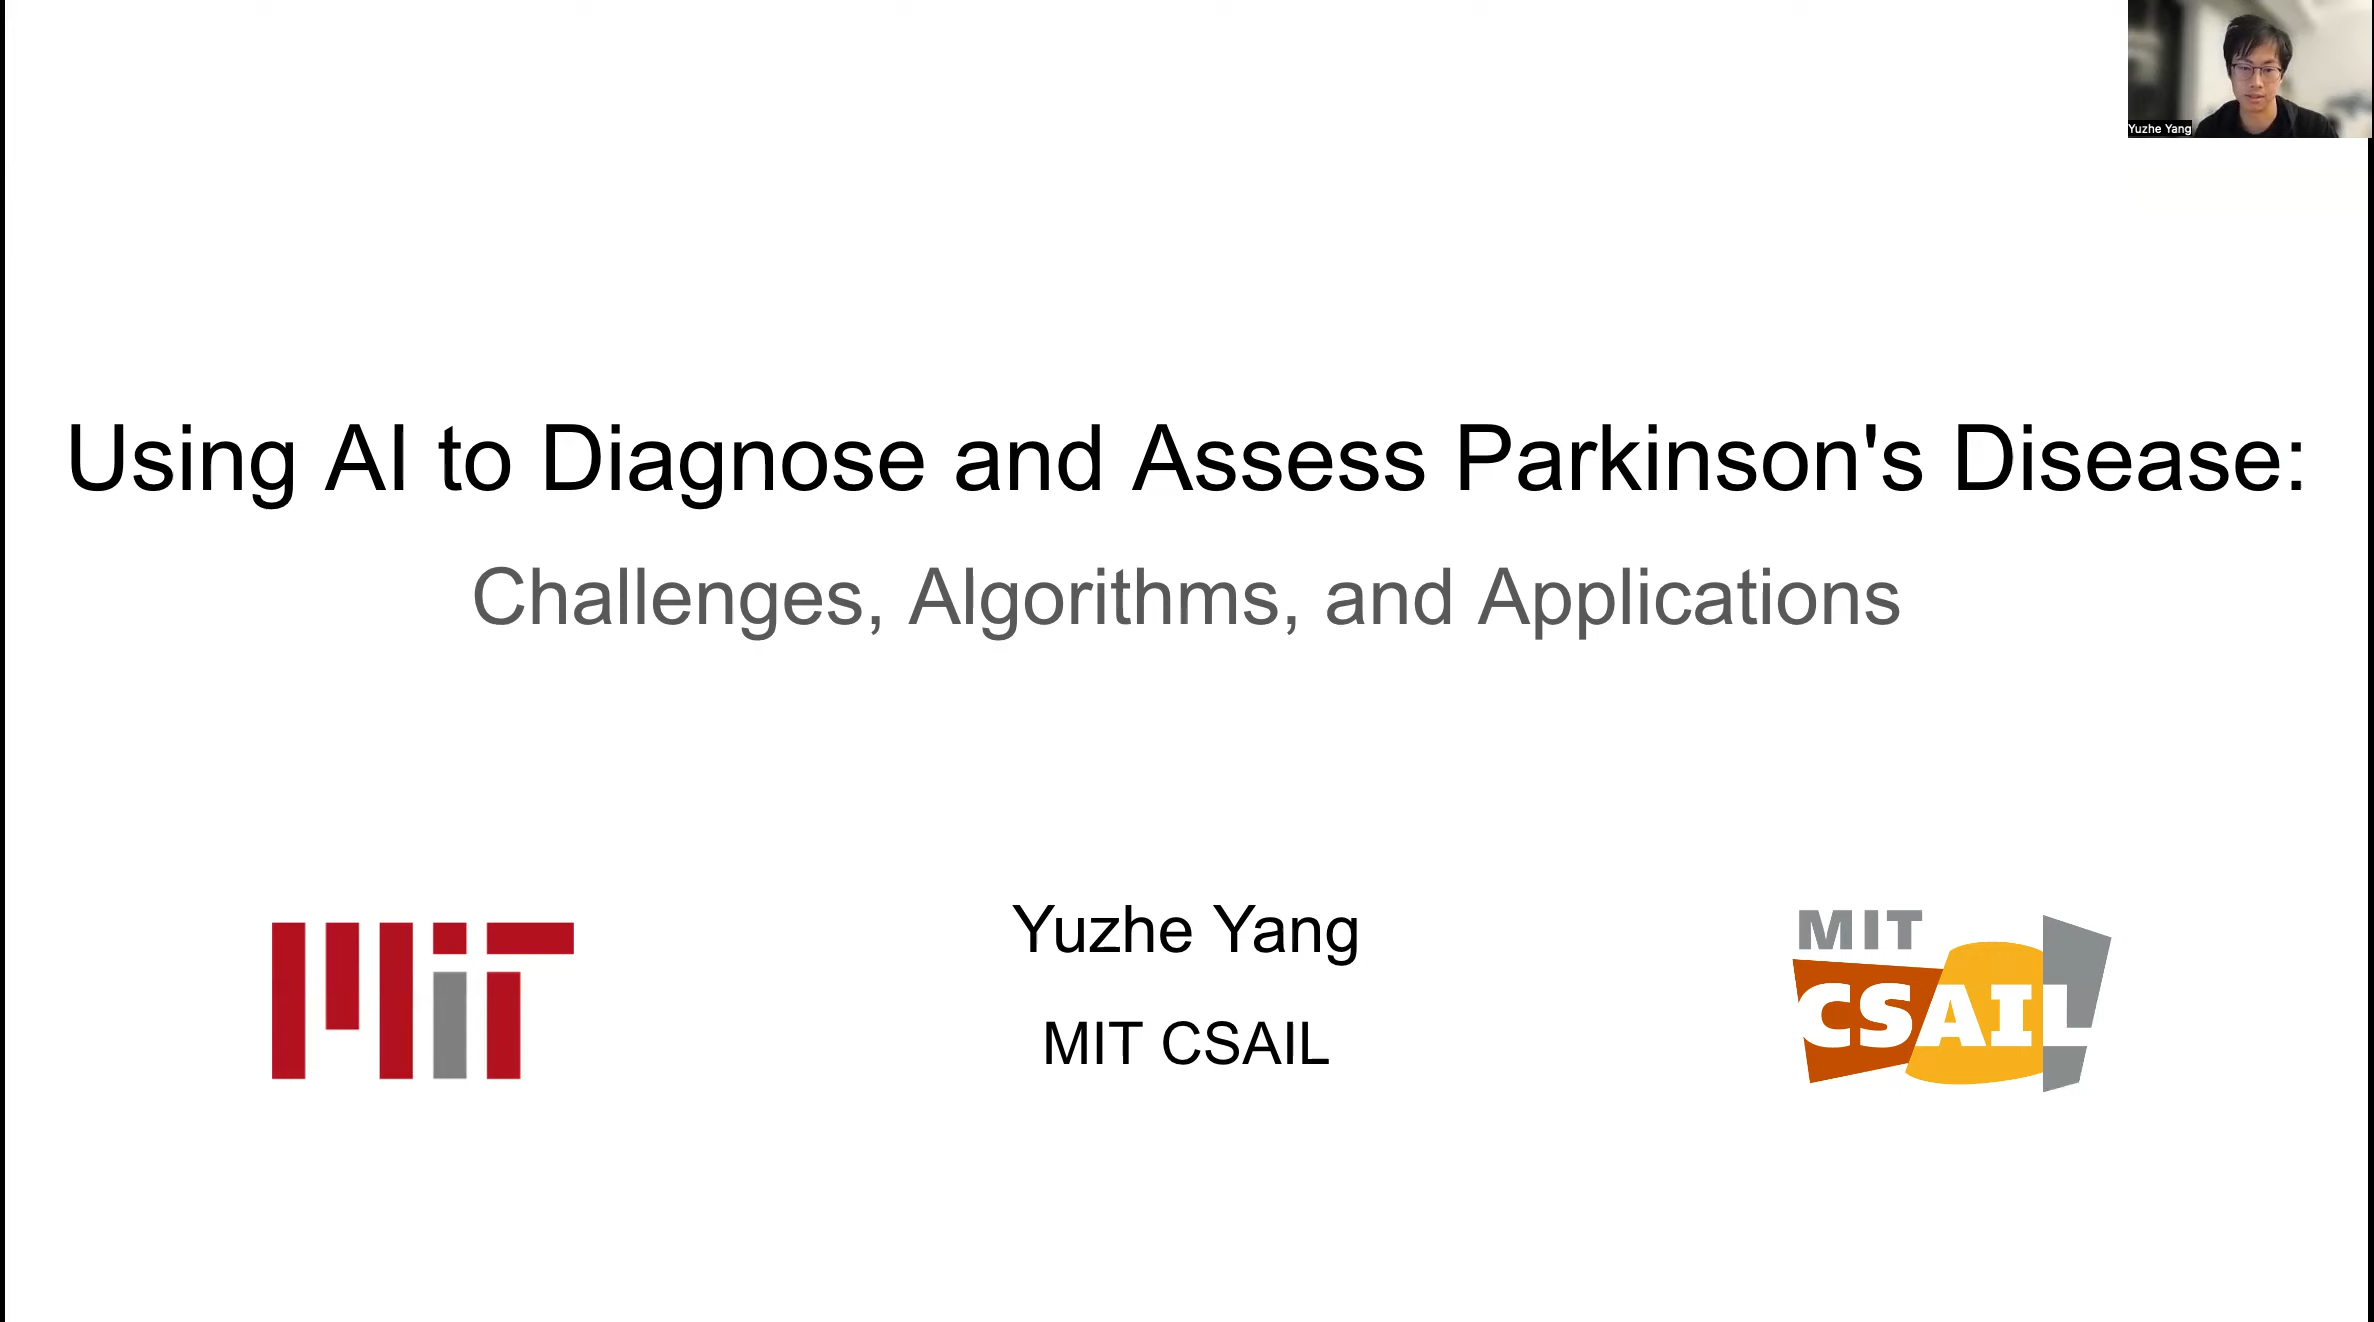 Yuzhe Yang
Using AI to Diagnose and Assess Parkinson's Disease:
Challenges, Algorithms, and Applications
MIT
Yuzhe Yang
MIT CSAIL
MIT
CSAIL